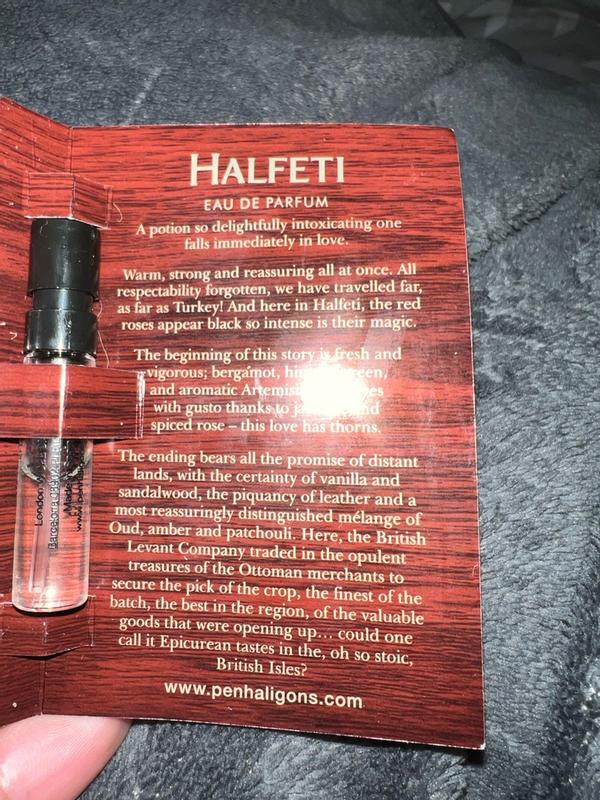 HALFETI
EAU DE PARFUM
A potion so delightfully intoxicating one
falls immediately in love.
Warm, strong and reassuring all at once. All
respectability forgotten, we have travelled far,
as far as Turkey! And here in Halfeti, the red
roses appear black so intense is their magic.
The beginning of this story is fresh and
vigorous; bergamot,
and aromatic
with gusto thanks to
spiced rose – this love has thorns.
The ending bears all the promise of distant
lands, with the certainty of vanilla and
sandalwood, the piquancy of leather and a
most reassuringly distinguished mélange of
Oud, amber and patchouli. Here, the British
Levant Company traded in the opulent
treasures of the Ottoman merchants to
secure the pick of the crop, the finest of the
batch, the best in the region, of the valuable
goods that were opening up... could one
call it Epicurean tastes in the, oh so stoic,
British Isles?
www.penhaligons.com
London
Barcelona